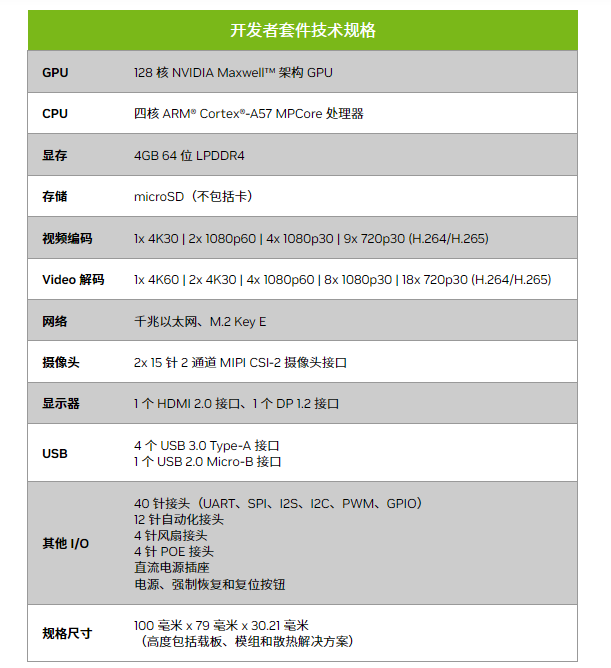 开发者套件技术规格
GPU 128 核 NVIDIA Maxwell™ 架构 GPU
CPU 四核 ARM® Cortex®-A57 MPCore 处理器
显存 4GB 64 位 LPDDR4
存储 microSD（不包括卡）
视频编码 1x 4K30 | 2x 1080p60 | 4x 1080p30 | 9x 720p30 (H.264/H.265)
Video 解码 1x 4K60 | 2x 4K30 | 4x 1080p60 | 8x 1080p30 | 18x 720p30 (H.264/H.265)
网络 千兆以太网、M.2 Key E
摄像头 2x 15 针 2 通道 MIPI CSI-2 摄像头接口
显示器 1 个 HDMI 2.0 接口、1 个 DP 1.2 接口
USB 4 个 USB 3.0 Type-A 接口
1 个 USB 2.0 Micro-B 接口
其他 I/O 40 针接头（UART、SPI、I2S、I2C、PWM、GPIO）
12 针自动化接头
4 针风扇接头
4 针 POE 接头
直流电源插座
电源、强制恢复和复位按钮
规格尺寸 100 毫米 x 79 毫米 x 30.21 毫米
（高度包括载板、模组和散热解决方案）